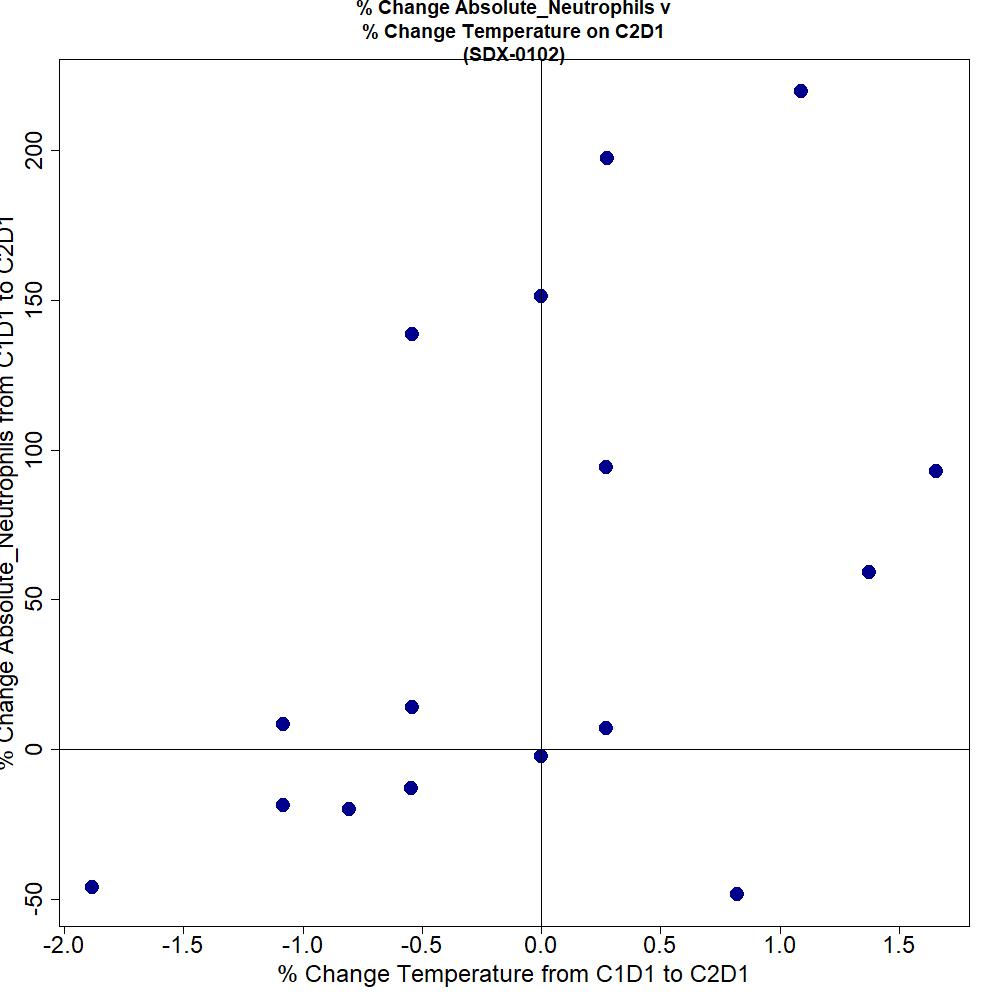 % Change Absolute_Neutrophils v
% Change Temperature on C2D1
(SDX-0102)
% Change Absolute_Neutrophils from C1D1 to C2D1
200
150
100
50
0
-50
-2.0
-1.5
-1.0
-0.5
0.0
0.5
1.0
1.5
% Change Temperature from C1D1 to C2D1